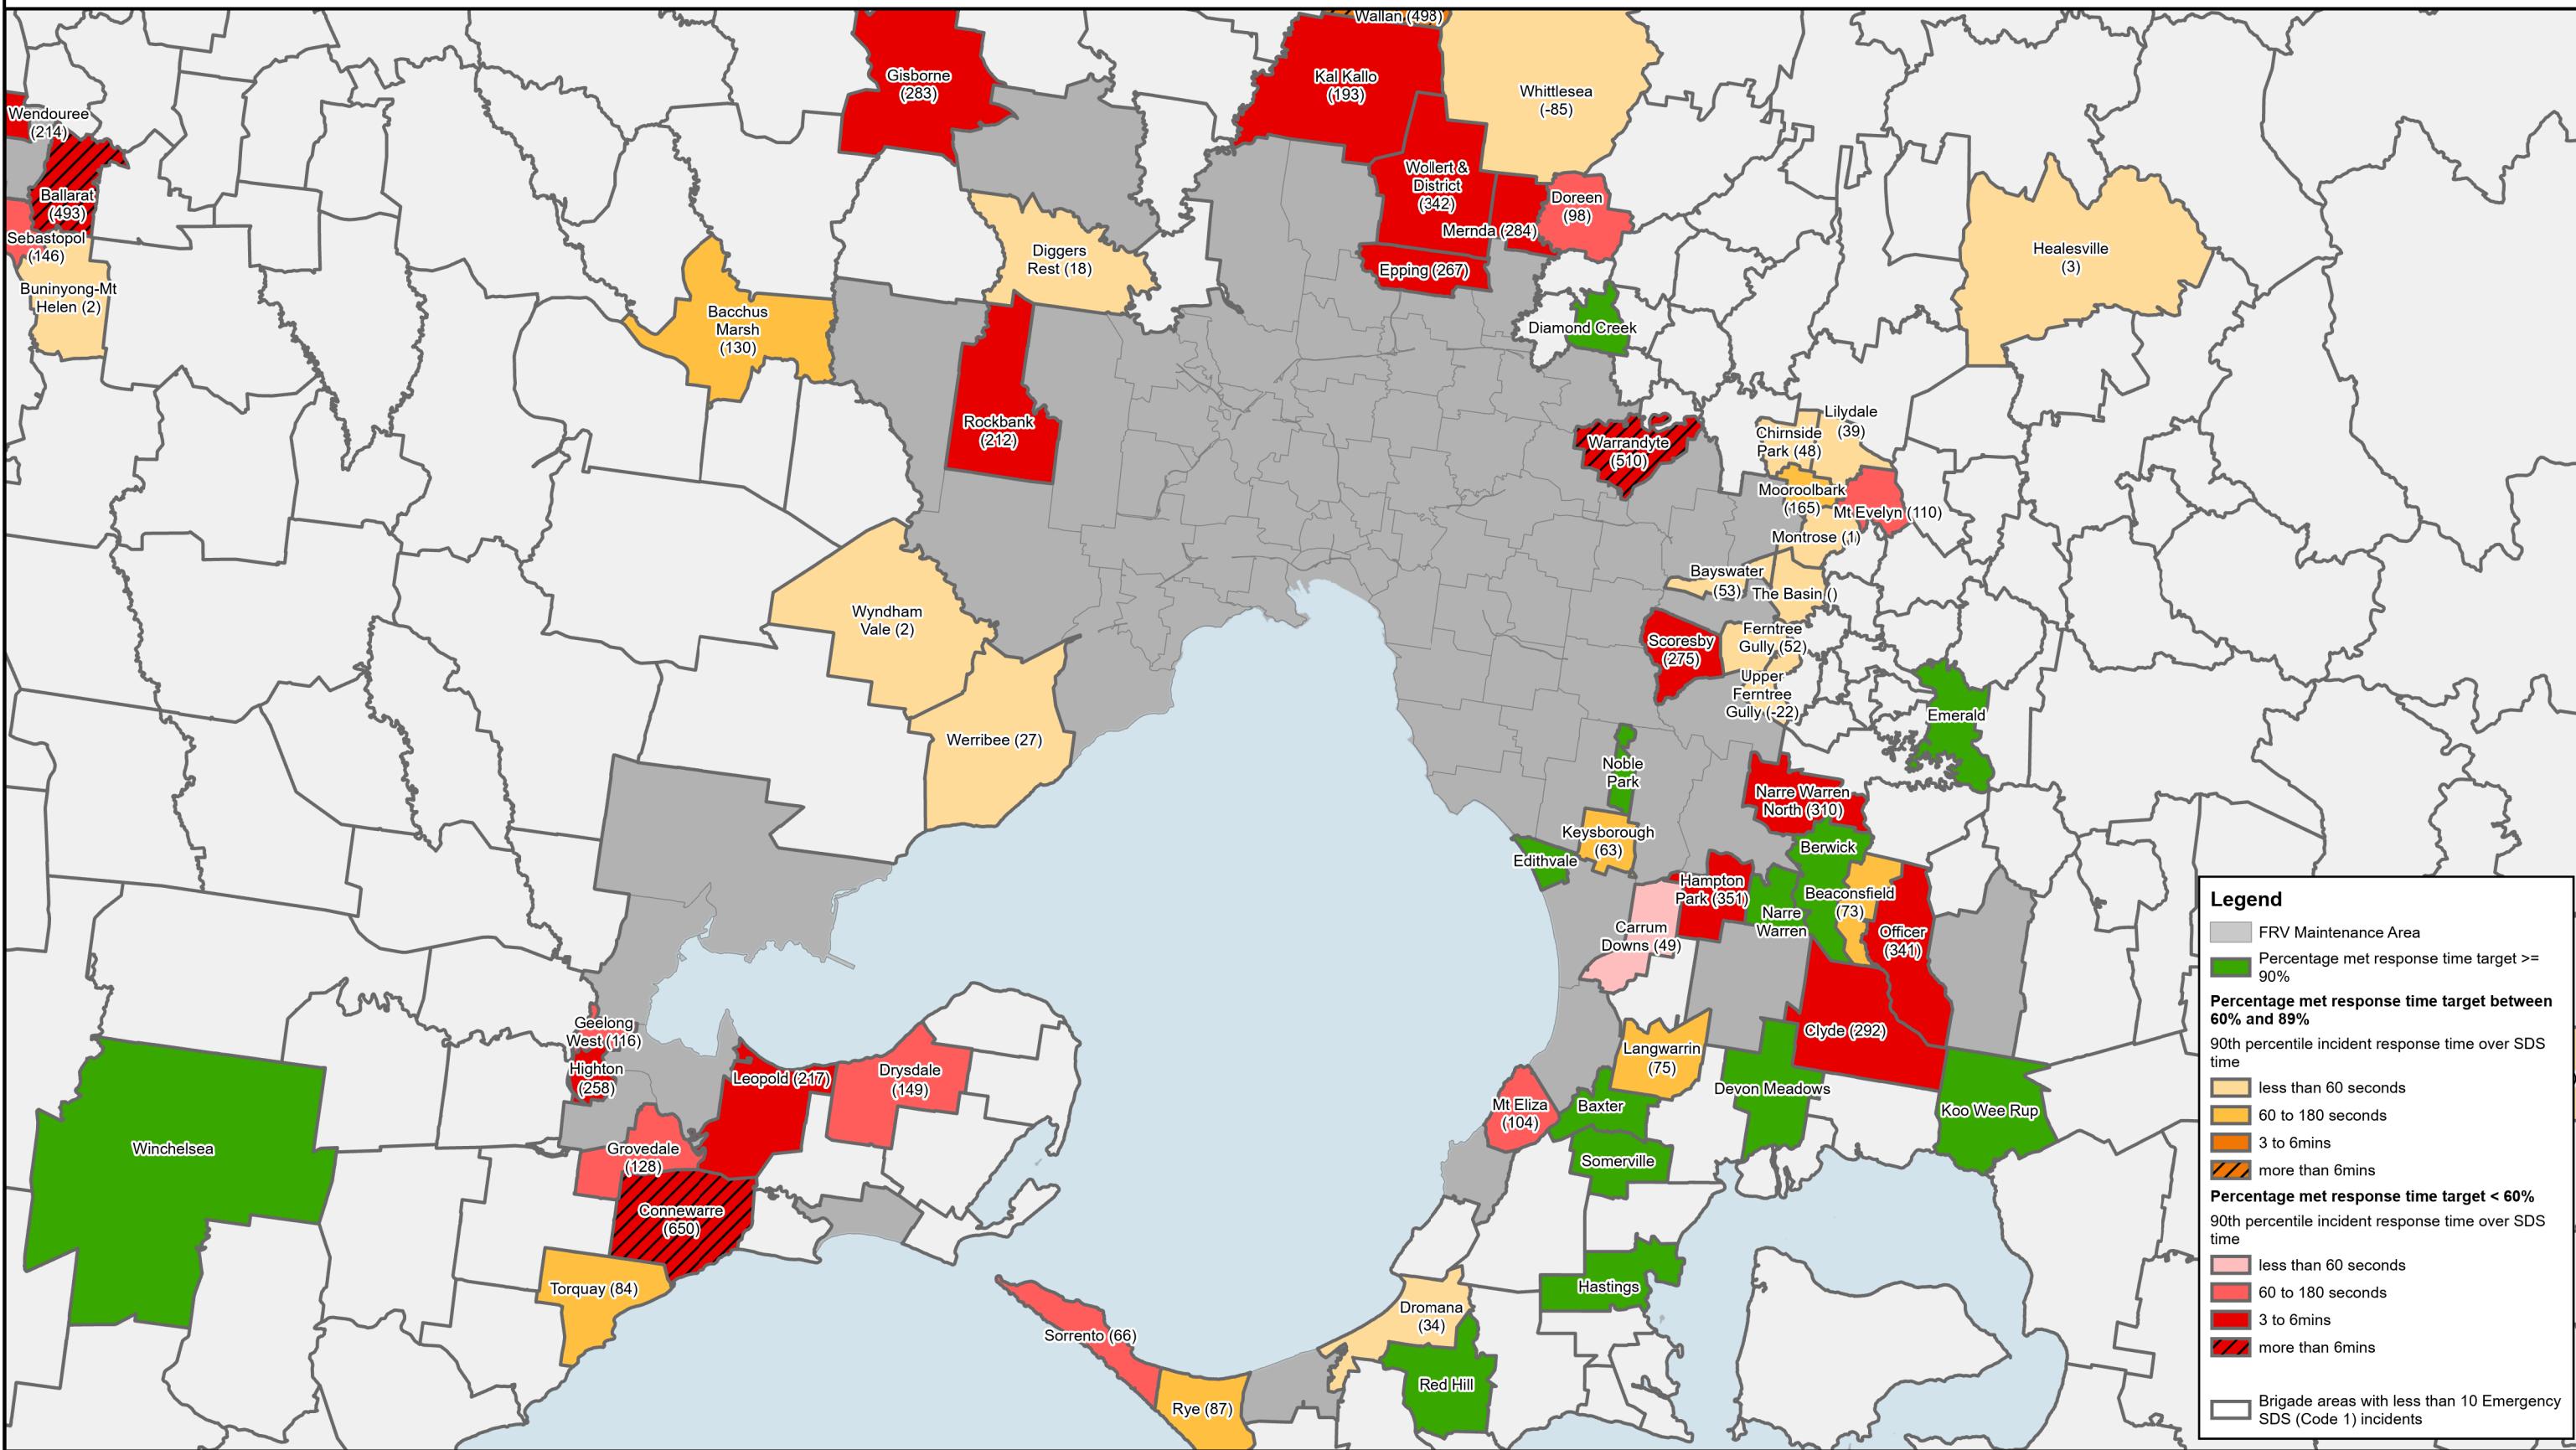 Wallan (498)
Gisborne
(283)
Kal Kallo
(193)
Whittlesea
(-85)
Wendouree
(214)
Ballarat
(493)
Wollert &
District
(342)
Doreen
(98)
Mernda (284)
Sebastopol
(146)
Diggers
Rest (18)
Epping (267)
Healesville
(3)
Buninyong-Mt
Helen (2)
Bacchus
Marsh
(130)
Diamond Creek
Rockbank
(212)
Warrandyte
(510)
Lilydale
(39)
Chirnside
Park (48)
Mooroolbark
(165)
Mt Evelyn (110)
Montrose (1)
Bayswater
(53)
The Basin ()
Wyndham
Vale (2)
Scoresby
(275)
Ferntree
Gully (52)
Upper
Ferntree
Gully (-22)
Emerald
Werribee (27)
Noble
Park
Narre Warren
North (310)
Keysborough
(63)
Edithvale
Berwick
Hampton
Park (351)
Beaconsfield
(73)
Narre
Warren
Carrum
Downs (49)
Officer
(341)
Clyde (292)
Geelong
West (116)
Highton
(258)
Leopold (217)
Drysdale
(149)
Langwarrin
(75)
Devon Meadows
Mt Eliza
(104)
Baxter
Koo Wee Rup
Winchelsea
Grovedale
(128)
Somerville
Connewarre
(650)
Torquay (84)
Hastings
Dromana
(34)
Sorrento (66)
Red Hill
Rye (87)
Legend
FRV Maintenance Area
Percentage met response time target >=
90%
Percentage met response time target between
60% and 89%
90th percentile incident response time over SDS
time
less than 60 seconds
60 to 180 seconds
3 to 6mins
more than 6mins
Percentage met response time target < 60%
90th percentile incident response time over SDS
time
less than 60 seconds
60 to 180 seconds
3 to 6mins
more than 6mins
Brigade areas with less than 10 Emergency
SDS (Code 1) incidents